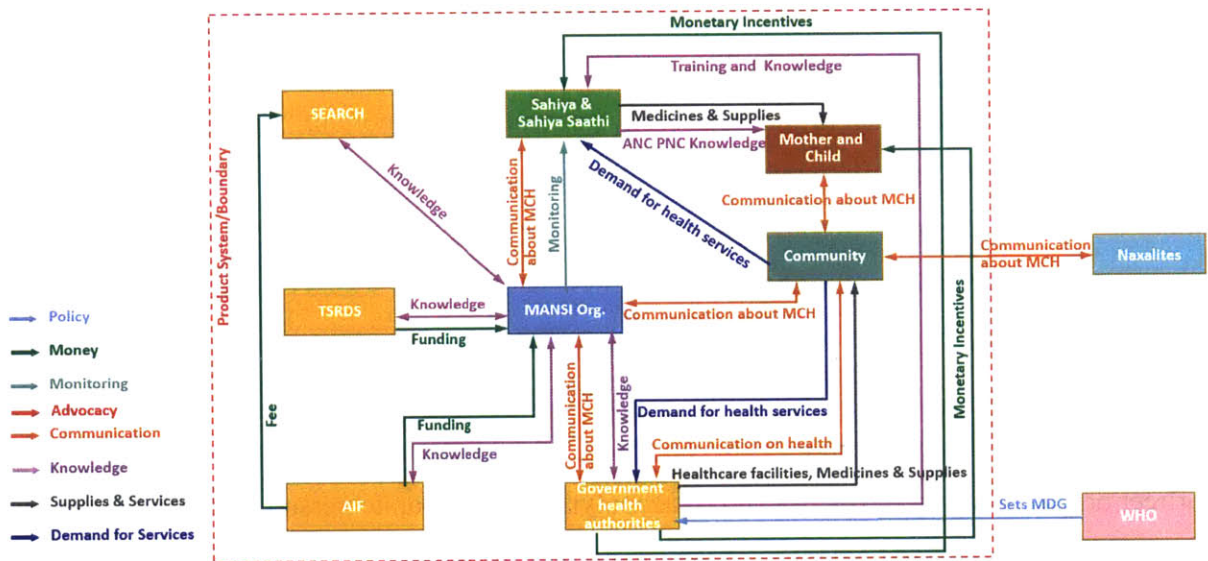 Monetary Incentives
Training and Knowledge
Product System/Boundary
SEARCH
Sahiya &
Sahiya Saathi
Medicines & Supplies
ANC PNC Knowledge
Mother and
Child
Knowledge
Communication
about MCH
Monitoring
Demand for health services
Communication about MCH
Community
Communication
about MCH
Naxalites
Policy
Money
Monitoring
Advocacy
Communication
Knowledge
Supplies & Services
Demand for Services
TSRDS
Knowledge
Funding
MANSI Org.
Communication about MCH
Monetary Incentives
Fee
Funding
Knowledge
Communication
about MCH
Knowledge
Demand for health services
Communication on health
Healthcare facilities, Medicines & Supplies
AIF
Government
health
authorities
Sets MDG
WHO